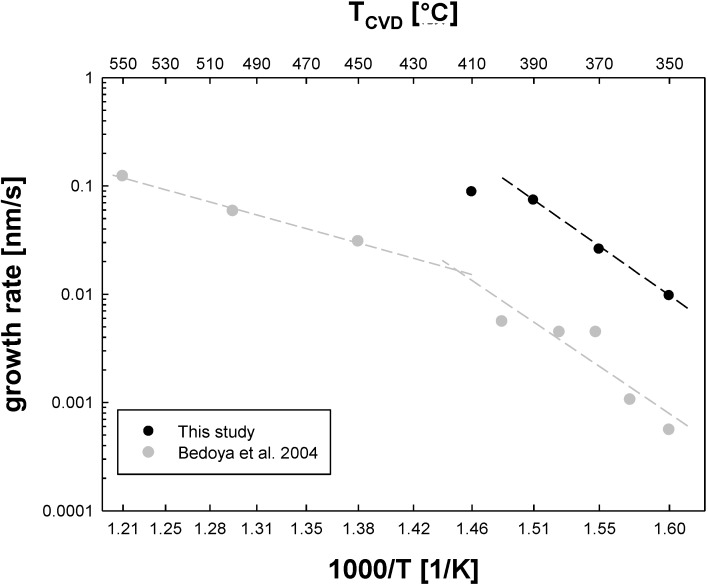 T_CVD [°C]
550 530 510 490 470 450 430 420 410 390 370 350
1
0.1
0.01
0.001
0.0001
growth rate [nm/s]
This study
Bedoya et al. 2004
1.21 1.25 1.28 1.31 1.35 1.38 1.42 1.46 1.51 1.55 1.60
1000/T [1/K]